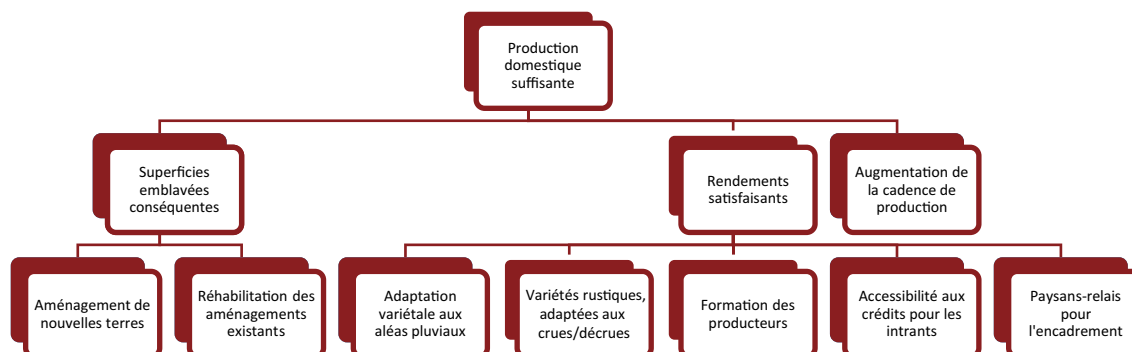 Production
domestique
suffisante
Superficies
emblavées
conséquentes
Rendements
satisfaisants
Augmentation de
la cadence de
production
Aménagement de
nouvelles terres
Réhabilitation des
aménagements
existants
Adaptation
variétale aux
aléas pluviaux
Variétés rustiques,
adaptées aux
crues/décrues
Formation des
producteurs
Accessibilité aux
crédits pour les
intrants
Paysans-relais
pour
l'encadrement